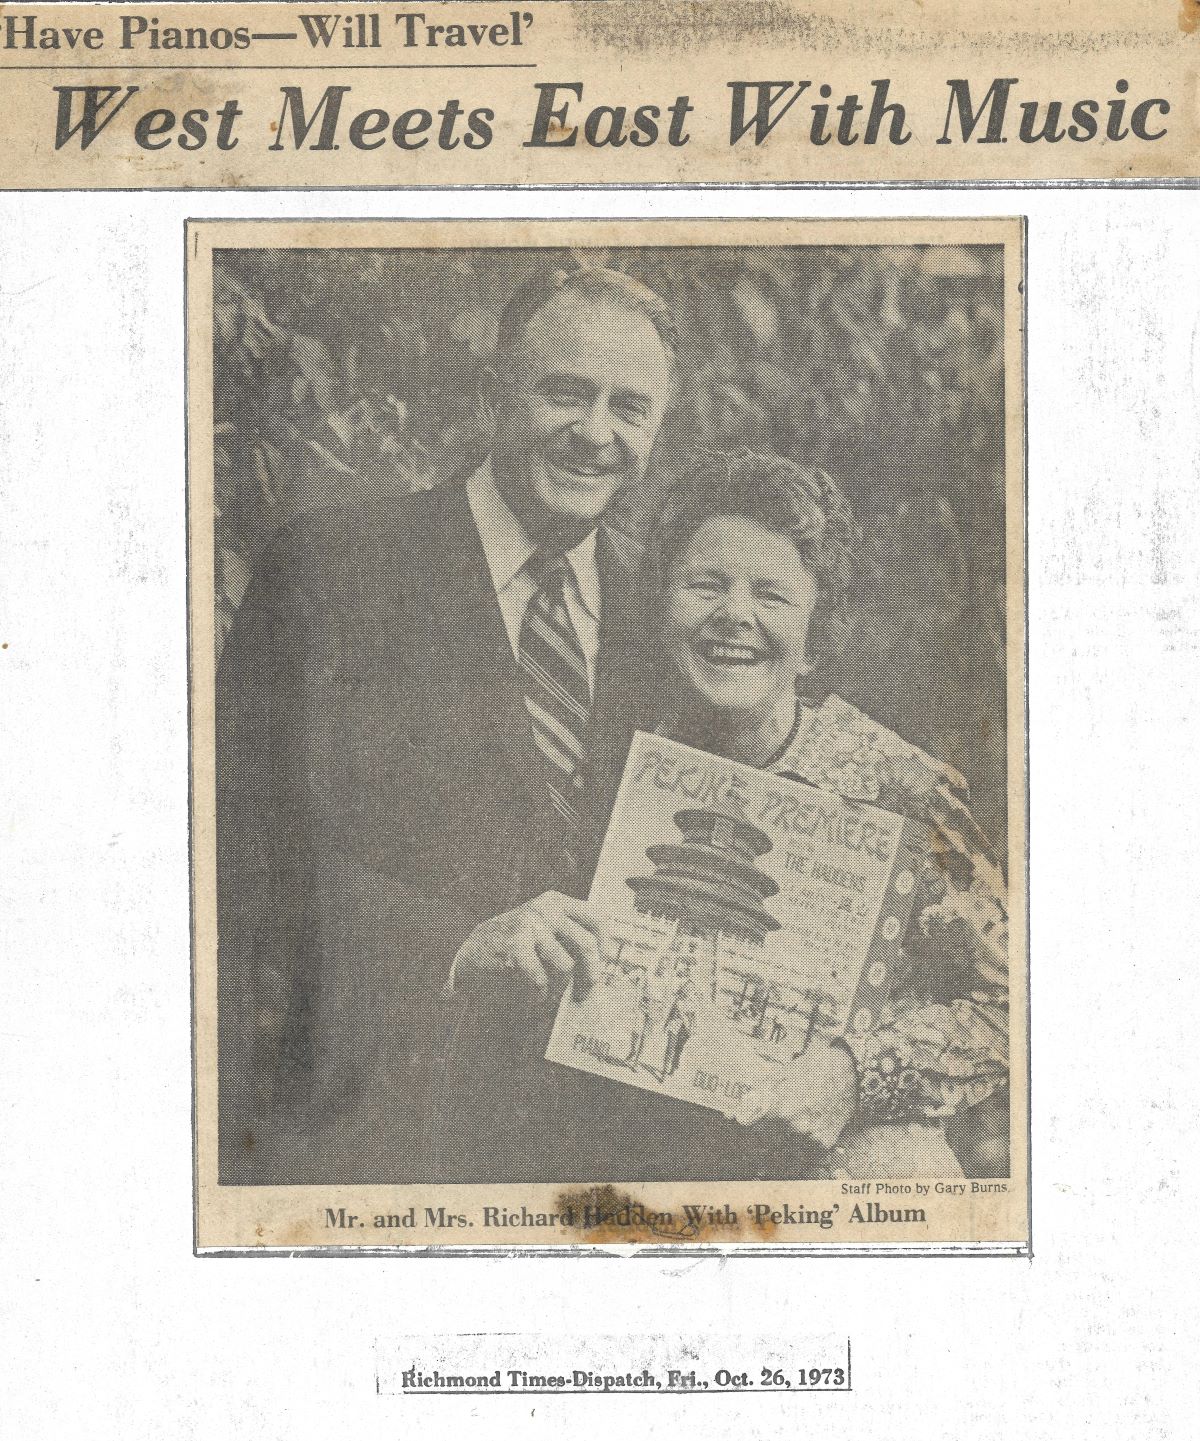 'Have Pianos—Will Travel'
West Meets East With Music
PEKING PREMIERE
THE HADDENS
PIANO
DUO-LOG
Staff Photo by Gary Burns.
Mr. and Mrs. Richard Hadden With 'Peking' Album
Richmond Times-Dispatch, Fri., Oct. 26, 1973